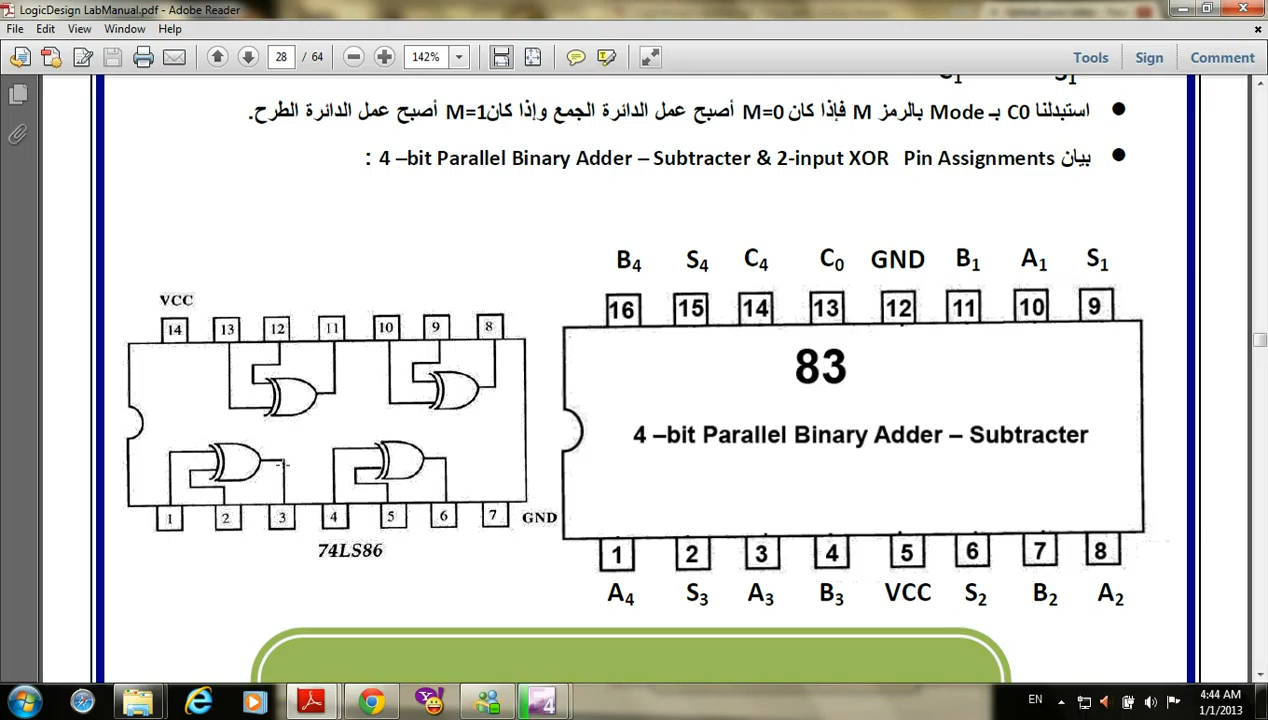 LogicDesign LabManual.pdf - Adobe Reader
File Edit View Window Help
28 / 64 142% Tools Sign Comment
استبدلنا C0 بـ Mode بالرمز M فإذا كان M=0 أصبح عمل الدائرة الجمع وإذا كان M=1 أصبح عمل الدائرة الطرح.
بيان 4 –bit Parallel Binary Adder – Subtracter & 2-input XOR Pin Assignments :
B4 S4 C4 C0 GND B1 A1 S1
16 15 14 13 12 11 10 9
VCC
14 13 12 11 10 9 8
83
4 –bit Parallel Binary Adder – Subtracter
1 2 3 4 5 6 7 GND
74LS86
1 2 3 4 5 6 7 8
A4 S3 A3 B3 VCC S2 B2 A2
EN
4:44 AM
1/1/2013